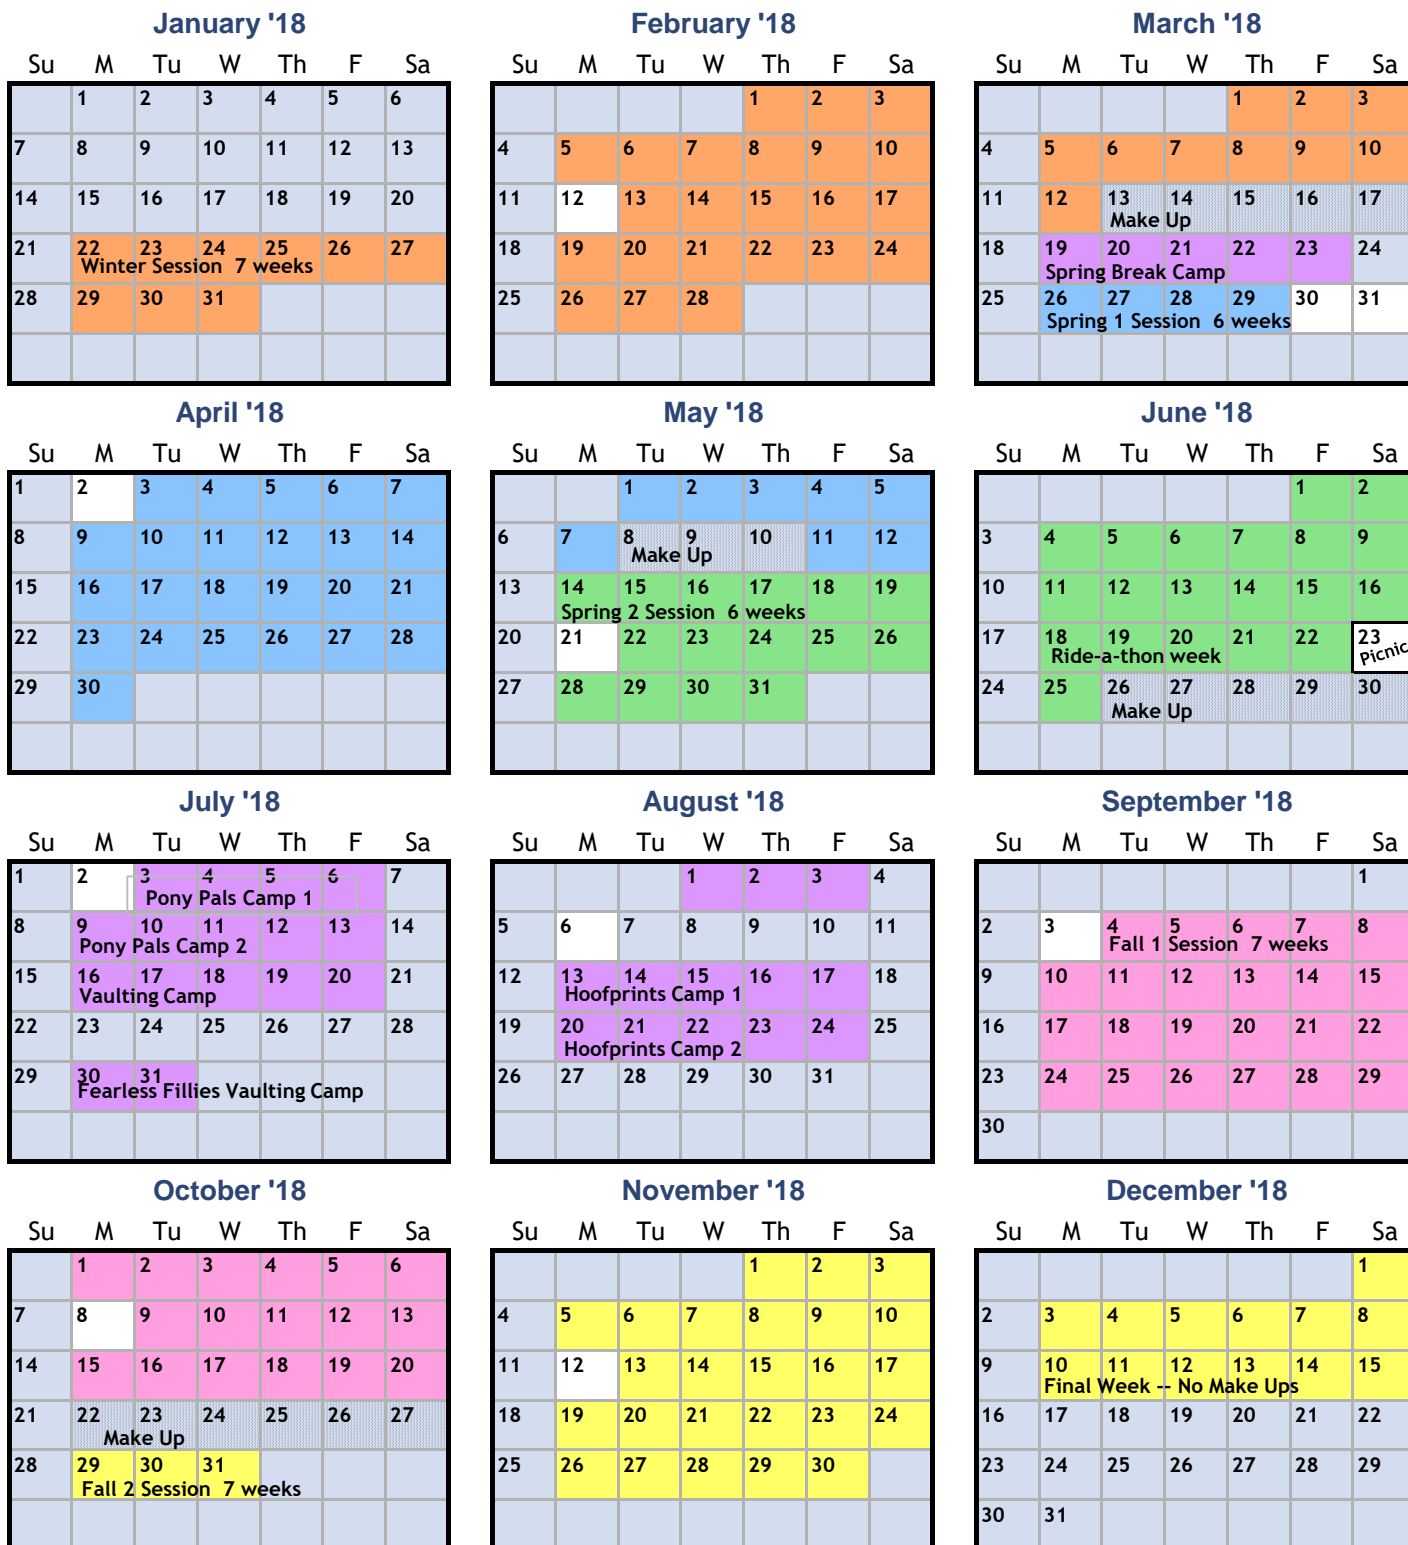 January '18 February '18 March '18
Su M Tu W Th F Sa Su M Tu W Th F Sa Su M Tu W Th F Sa
1 2 3 4 5 6 1 2 3 1 2 3
7 8 9 10 11 12 13 4 5 6 7 8 9 10 4 5 6 7 8 9 10
14 15 16 17 18 19 20 11 12 13 14 15 16 17 11 12 13 14 15 16 17
Make Up
21 22 23 24 25 26 27 18 19 20 21 22 23 24 18 19 20 21 22 23 24
Winter Session 7 weeks Spring Break Camp
28 29 30 31 25 26 27 28 25 26 27 28 29 30 31
Spring 1 Session 6 weeks
April '18 May '18 June '18
Su M Tu W Th F Sa Su M Tu W Th F Sa Su M Tu W Th F Sa
1 2 3 4 5 6 7 1 2 3 4 5 1 2
8 9 10 11 12 13 14 6 7 8 9 10 11 12 3 4 5 6 7 8 9
Make Up
15 16 17 18 19 20 21 13 14 15 16 17 18 19 10 11 12 13 14 15 16
Spring 2 Session 6 weeks
22 23 24 25 26 27 28 20 21 22 23 24 25 26 17 18 19 20 21 22 23
Ride-a-thon week Picnic
29 30 27 28 29 30 31 24 25 26 27 28 29 30
Make Up
July '18 August '18 September '18
Su M Tu W Th F Sa Su M Tu W Th F Sa Su M Tu W Th F Sa
1 2 3 4 5 6 7 1 2 3 4 1
Pony Pals Camp 1
8 9 10 11 12 13 14 5 6 7 8 9 10 11 2 3 4 5 6 7 8
Pony Pals Camp 2 Fall 1 Session 7 weeks
15 16 17 18 19 20 21 12 13 14 15 16 17 18 9 10 11 12 13 14 15
Vaulting Camp Hoofprints Camp 1
22 23 24 25 26 27 28 19 20 21 22 23 24 25 16 17 18 19 20 21 22
Hoofprints Camp 2
29 30 31 26 27 28 29 30 31 23 24 25 26 27 28 29
Fearless Fillies Vaulting Camp
30
October '18 November '18 December '18
Su M Tu W Th F Sa Su M Tu W Th F Sa Su M Tu W Th F Sa
1 2 3 4 5 6 1 2 3 1
7 8 9 10 11 12 13 4 5 6 7 8 9 10 2 3 4 5 6 7 8
14 15 16 17 18 19 20 11 12 13 14 15 16 17 9 10 11 12 13 14 15
Final Week -- No Make Ups
21 22 23 24 25 26 27 18 19 20 21 22 23 24 16 17 18 19 20 21 22
Make Up
28 29 30 31 25 26 27 28 29 30 23 24 25 26 27 28 29
Fall 2 Session 7 weeks
30 31